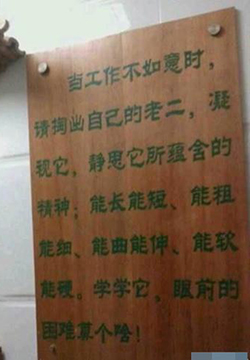 当工作不如意时，
请掏出自己的老二，凝
视它，静思它所蕴含的
精神；能长能短、能粗
能细、能曲能伸、能软
能硬。学学它，眼前的
困难算个啥！